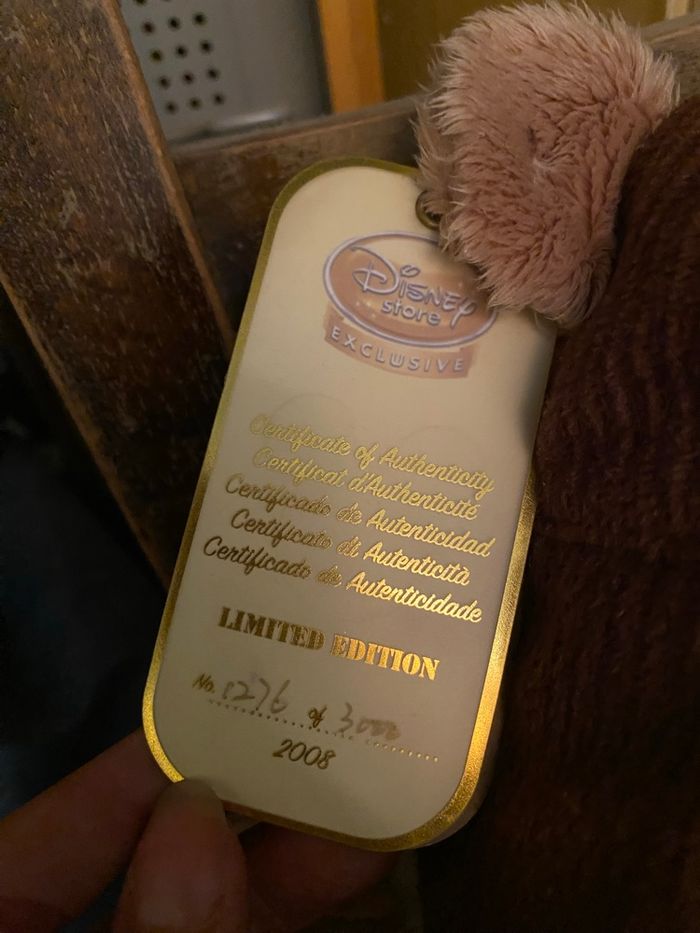 Disney
store
EXCLUSIVE
Certificate of Authenticity
Certificat d'Authenticité
Certificado de Autenticidad
Certificato di Autenticità
Certificado de Autenticidade
LIMITED EDITION
No. 1276 of 3000
2008